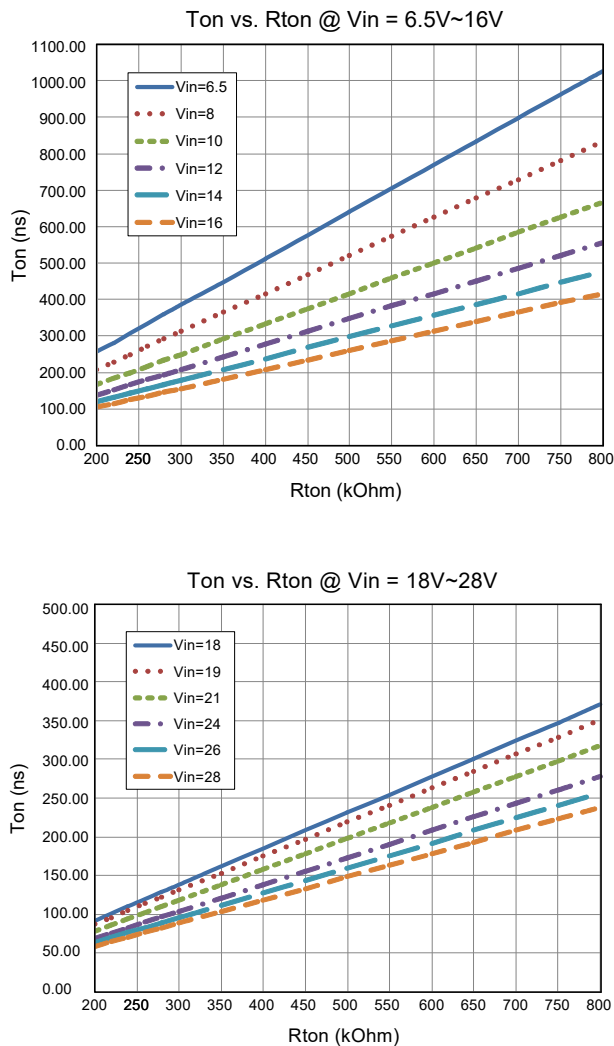 Ton vs. Rton @ Vin = 6.5V~16V
1100.00
1000.00
900.00
800.00
700.00
600.00
500.00
400.00
300.00
200.00
100.00
0.00
Ton (ns)
Vin=6.5
Vin=8
Vin=10
Vin=12
Vin=14
Vin=16
200 250 300 350 400 450 500 550 600 650 700 750 800
Rton (kOhm)
Ton vs. Rton @ Vin = 18V~28V
500.00
450.00
400.00
350.00
300.00
250.00
200.00
150.00
100.00
50.00
0.00
Ton (ns)
Vin=18
Vin=19
Vin=21
Vin=24
Vin=26
Vin=28
200 250 300 350 400 450 500 550 600 650 700 750 800
Rton (kOhm)